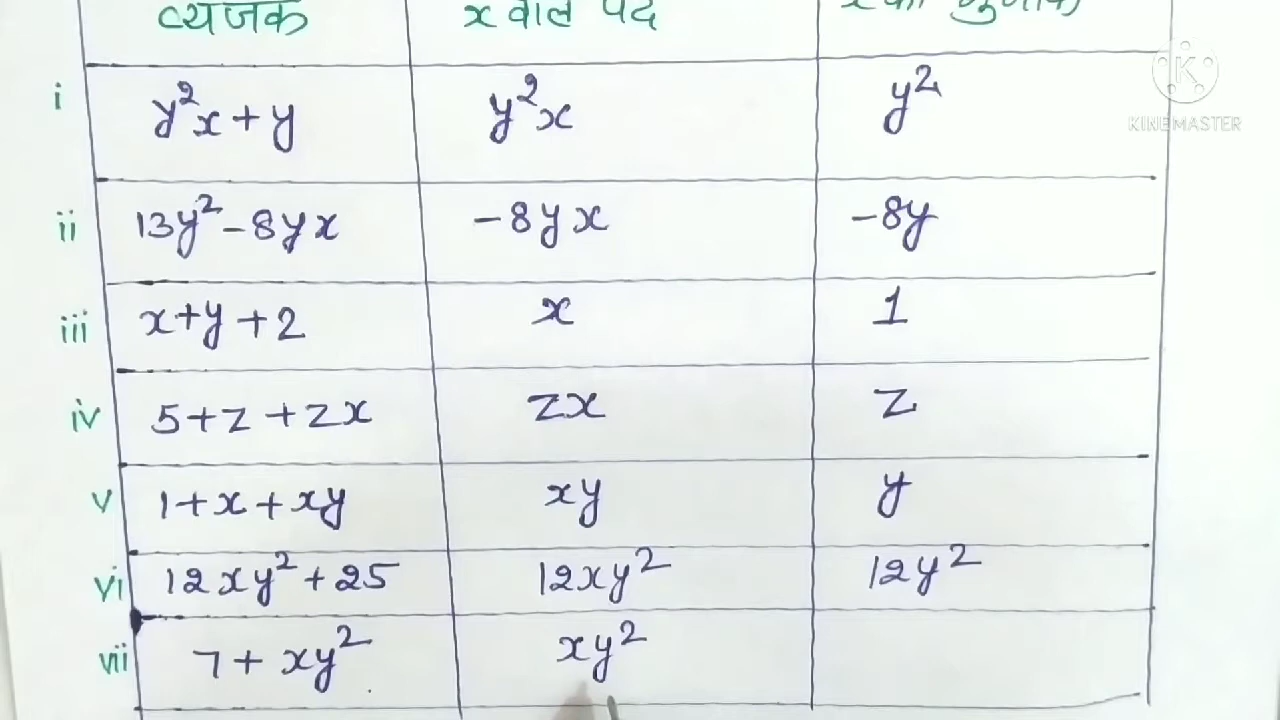 व्यंजक x वाले पद x का गुणांक
i y²x + y y²x y²
ii 13y² - 8yx -8yx -8y
iii x+y+2 x 1
iv 5+z+zx zx z
v 1+x+xy xy y
vi 12xy²+25 12xy² 12y²
vii 7+xy² xy²
KINEMASTER